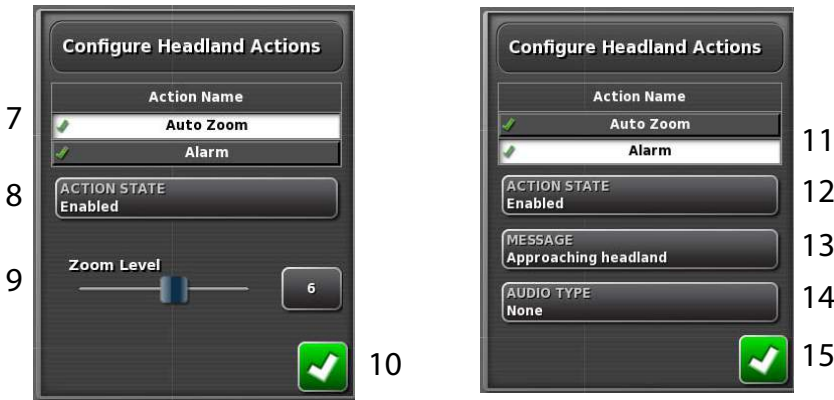 Configure Headland Actions
Action Name
7
Auto Zoom
Alarm
8
ACTION STATE
Enabled
9
Zoom Level
6
10
Configure Headland Actions
Action Name
Auto Zoom
11
Alarm
12
ACTION STATE
Enabled
13
MESSAGE
Approaching headland
14
AUDIO TYPE
None
15